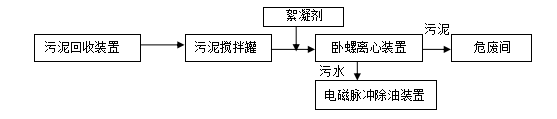 絮凝剂
污泥回收装置
污泥搅拌罐
卧螺离心装置
污泥
危废间
污水
电磁脉冲除油装置